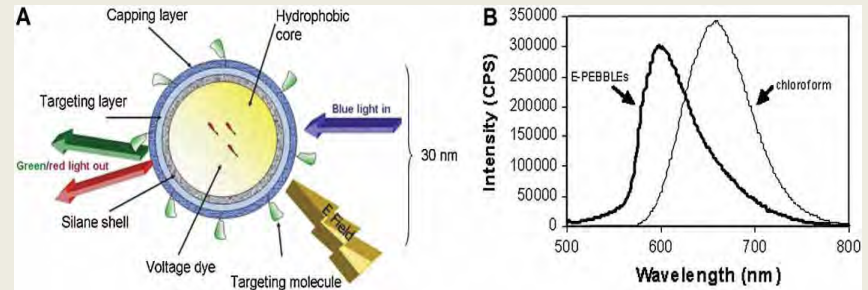 A
Capping layer
Hydrophobic
core
Targeting layer
Blue light in
Green/red light out
30 nm
Silane shell
E Field
Voltage dye
Targeting molecule
B
Intensity (CPS)
350000
300000
250000
200000
150000
100000
50000
0
E-PEBBLEs
chloroform
500
600
700
800
Wavelength (nm)